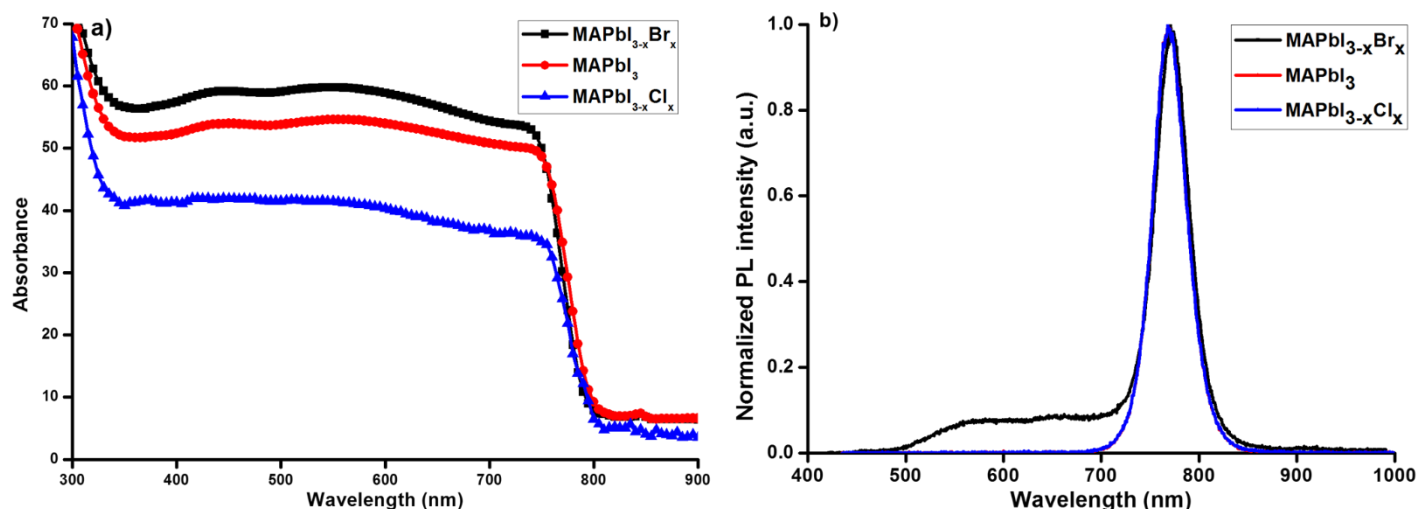 a)
MAPbI3-xBrx
MAPbI3
MAPbI3-xClx
Absorbance
70
60
50
40
30
20
10
0
300 400 500 600 700 800 900
Wavelength (nm)
b)
MAPbI3-xBrx
MAPbI3
MAPbI3-xClx
Normalized PL intensity (a.u.)
1.0
0.8
0.6
0.4
0.2
0.0
400 500 600 700 800 900 1000
Wavelength (nm)